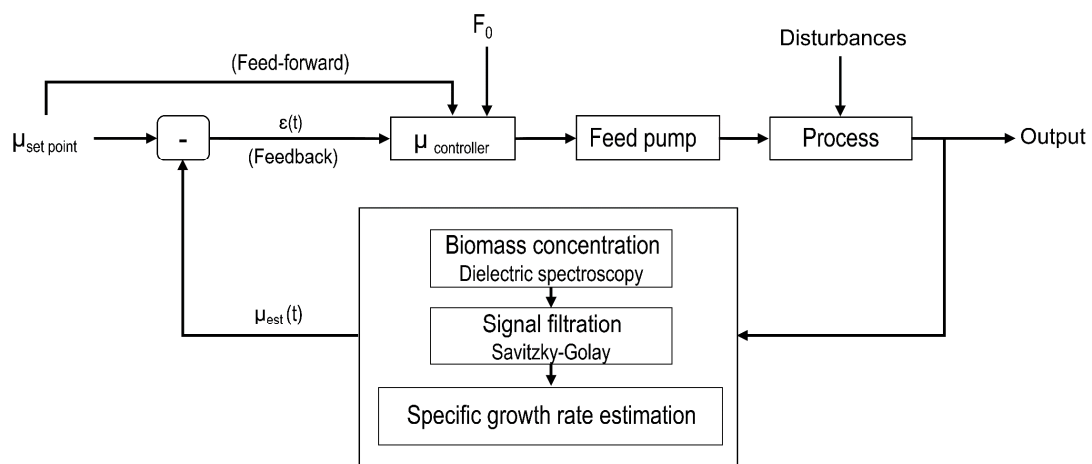 F0
Disturbances
(Feed-forward)
μset point
-
ε(t)
(Feedback)
μ controller
Feed pump
Process
Output
Biomass concentration
Dielectric spectroscopy
Signal filtration
Savitzky-Golay
Specific growth rate estimation
μest(t)